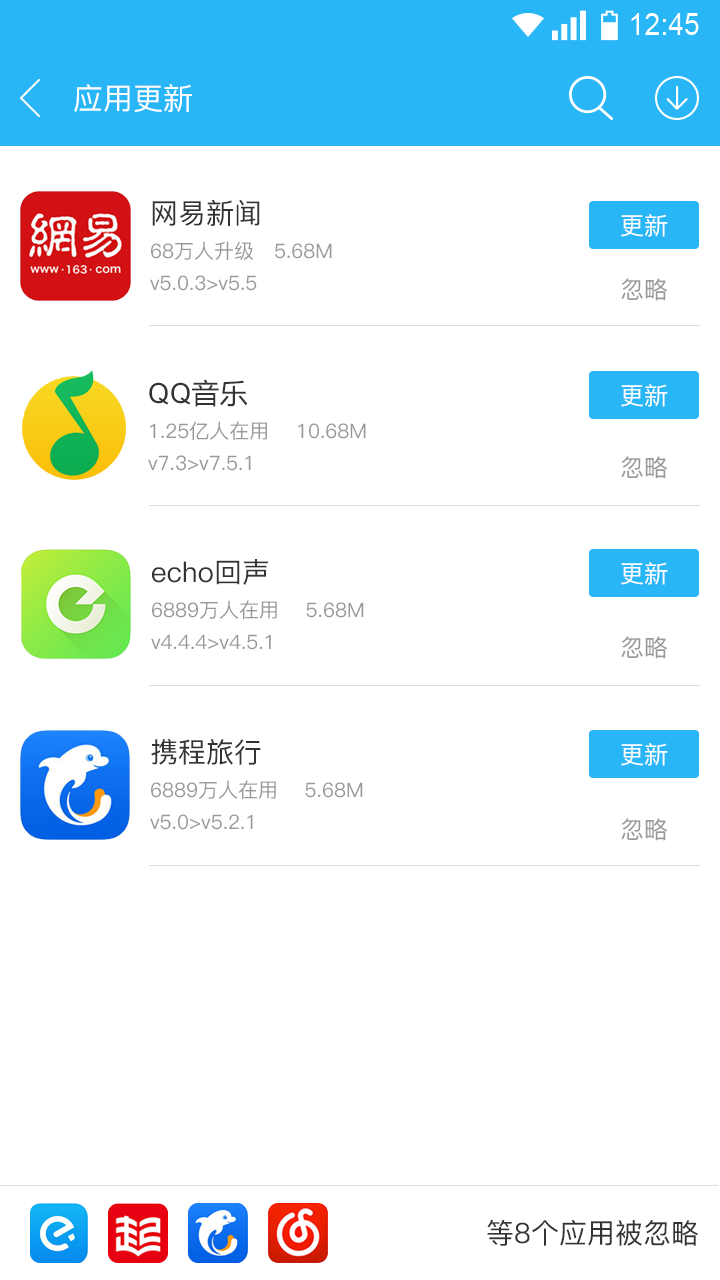 12:45
应用更新
網易
www·163·com
网易新闻
68万人升级 5.68M
v5.0.3>v5.5
更新
忽略
QQ音乐
1.25亿人在用 10.68M
v7.3>v7.5.1
更新
忽略
echo回声
6889万人在用 5.68M
v4.4.4>v4.5.1
更新
忽略
携程旅行
6889万人在用 5.68M
v5.0>v5.2.1
更新
忽略
等8个应用被忽略